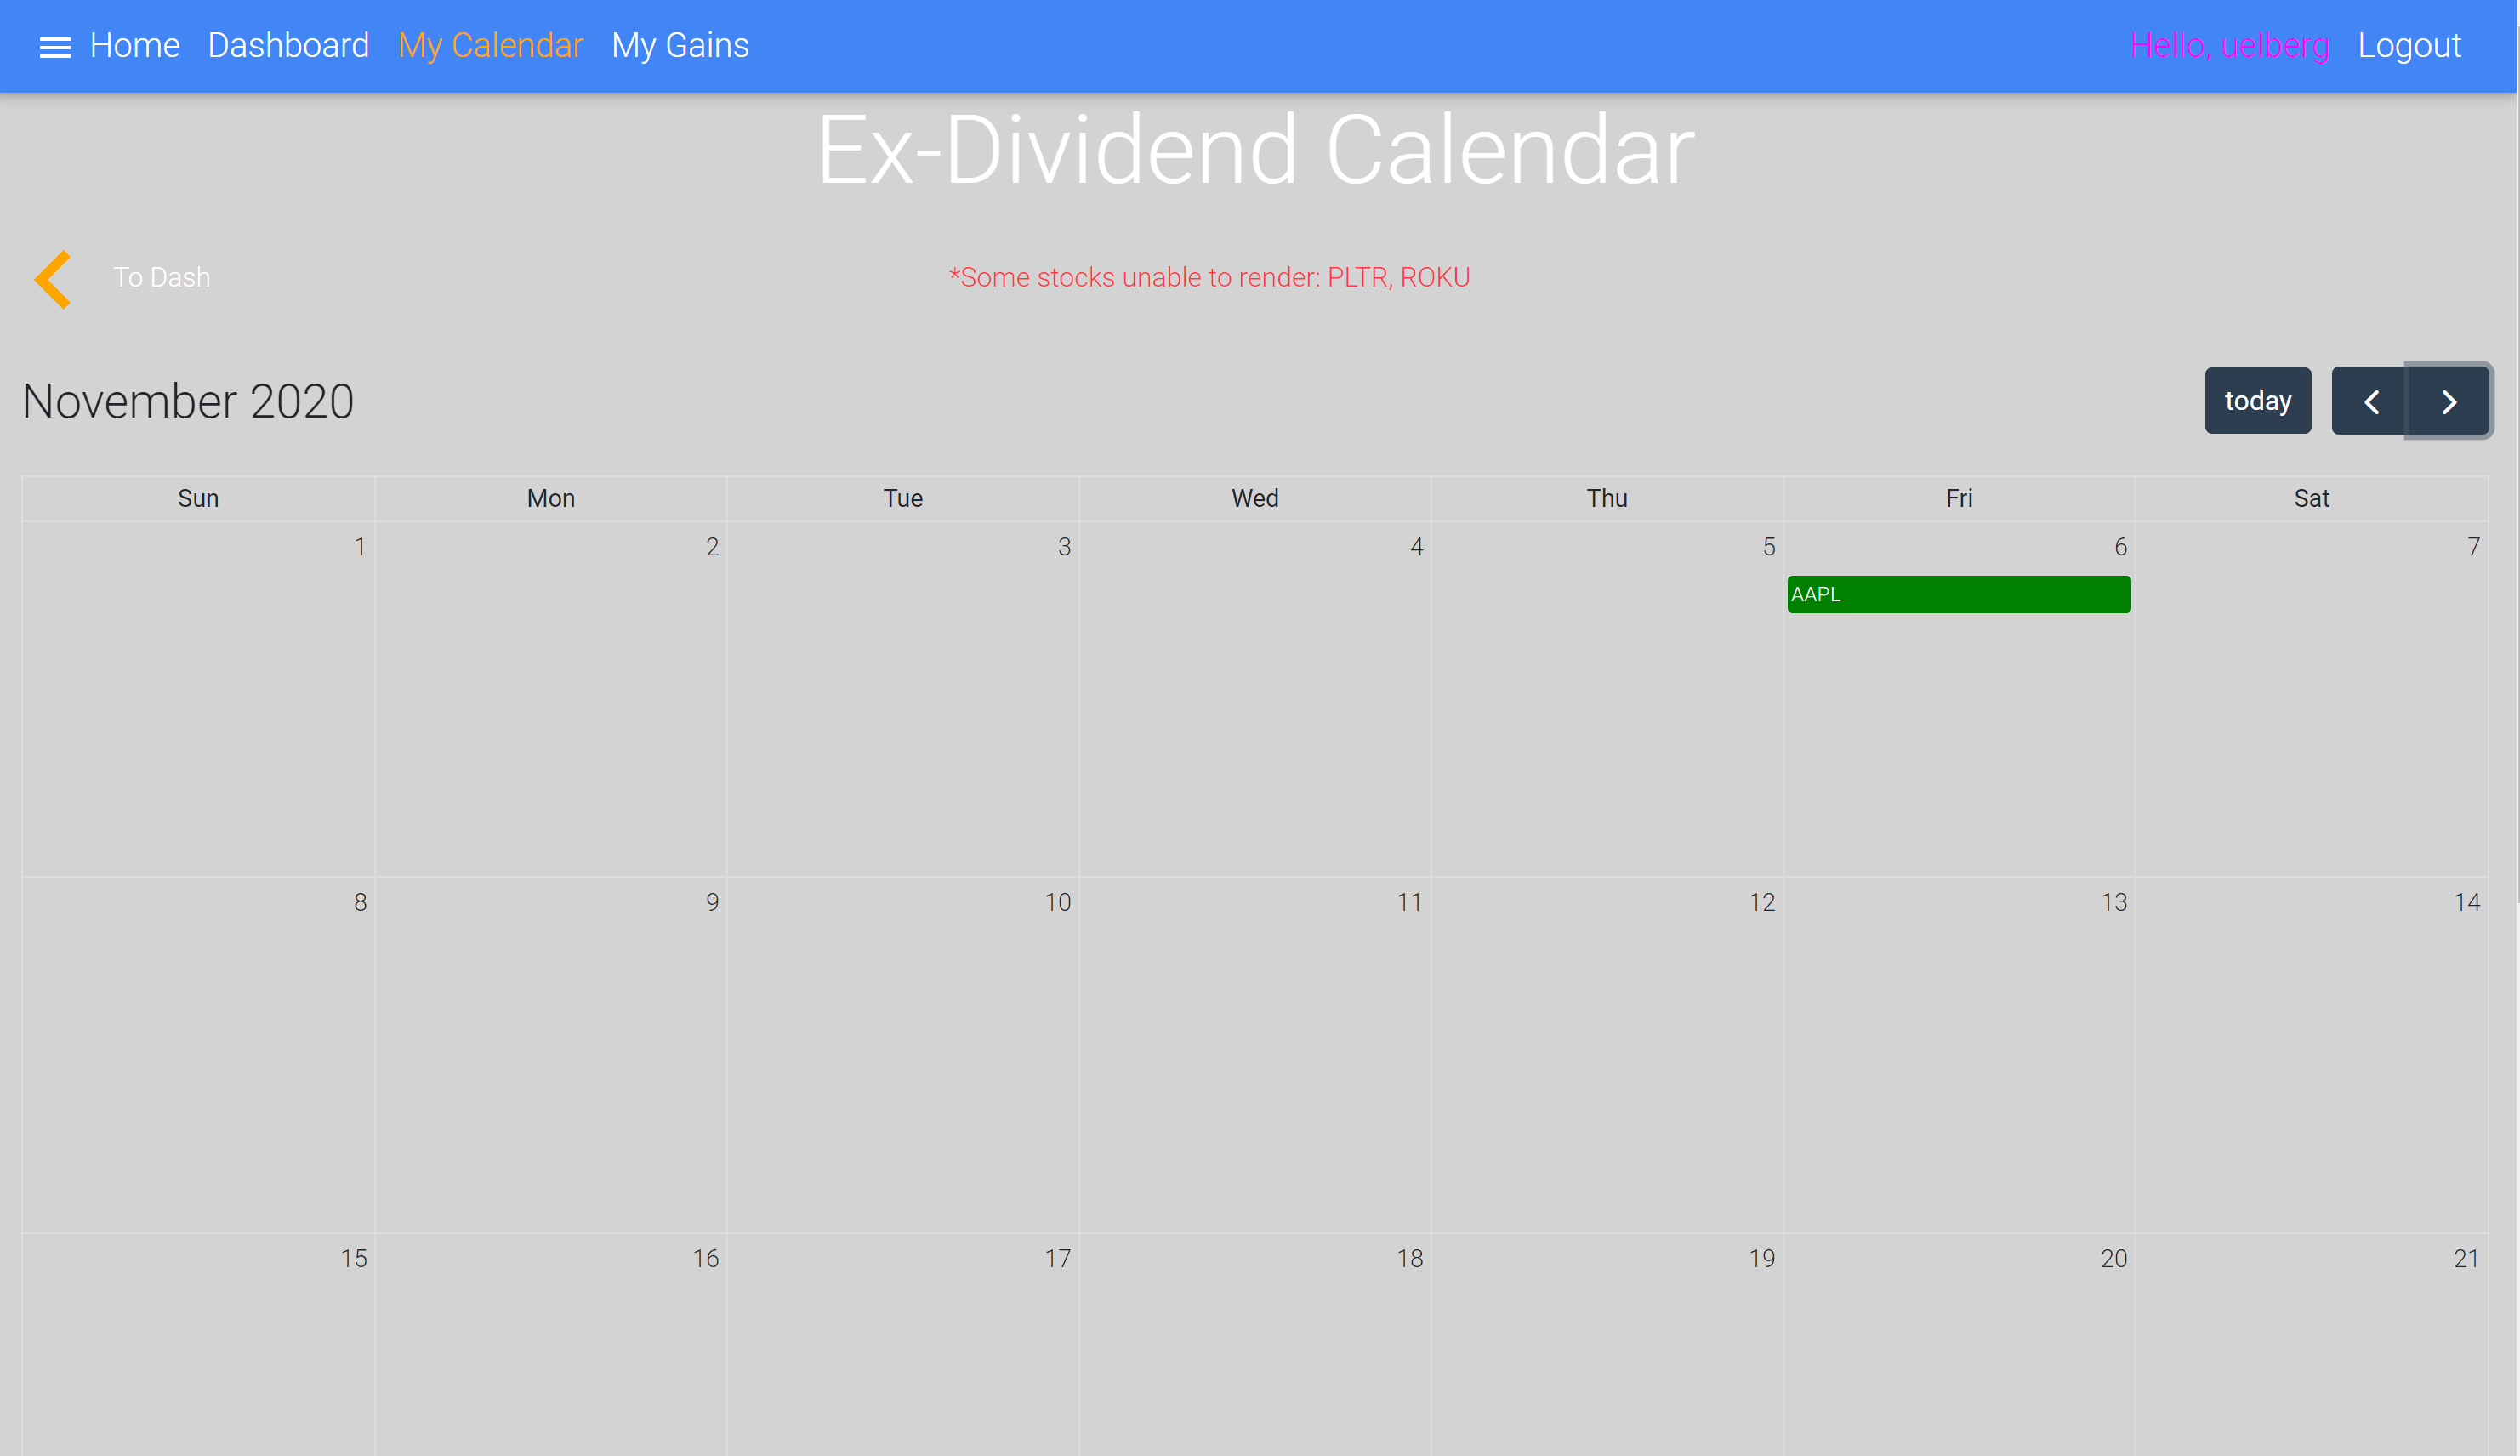 Home Dashboard My Calendar My Gains Hello, uelberg Logout
Ex-Dividend Calendar
To Dash *Some stocks unable to render: PLTR, ROKU
November 2020 today
Sun Mon Tue Wed Thu Fri Sat
1 2 3 4 5 6 7
AAPL
8 9 10 11 12 13 14
15 16 17 18 19 20 21